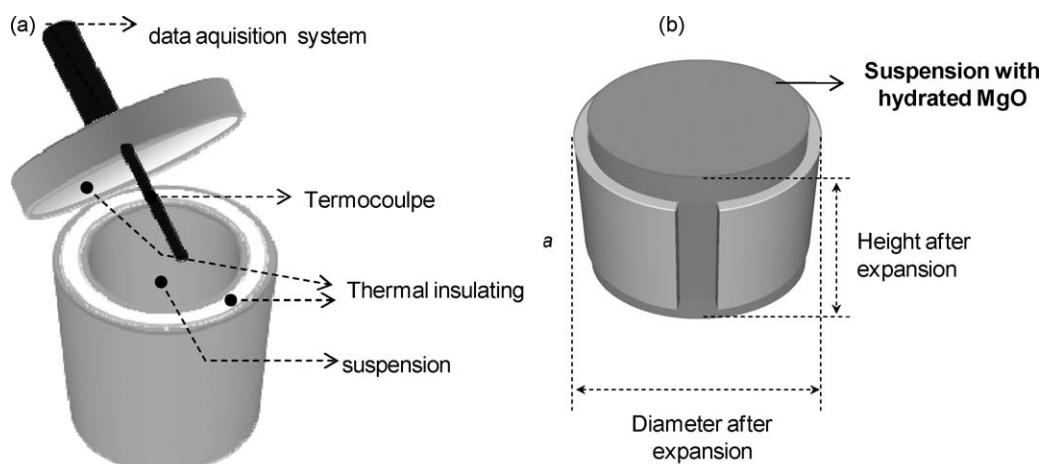 (a)
data aquisition system
Termocoulpe
Thermal insulating
suspension
(b)
Suspension with
hydrated MgO
a
Height after
expansion
Diameter after
expansion